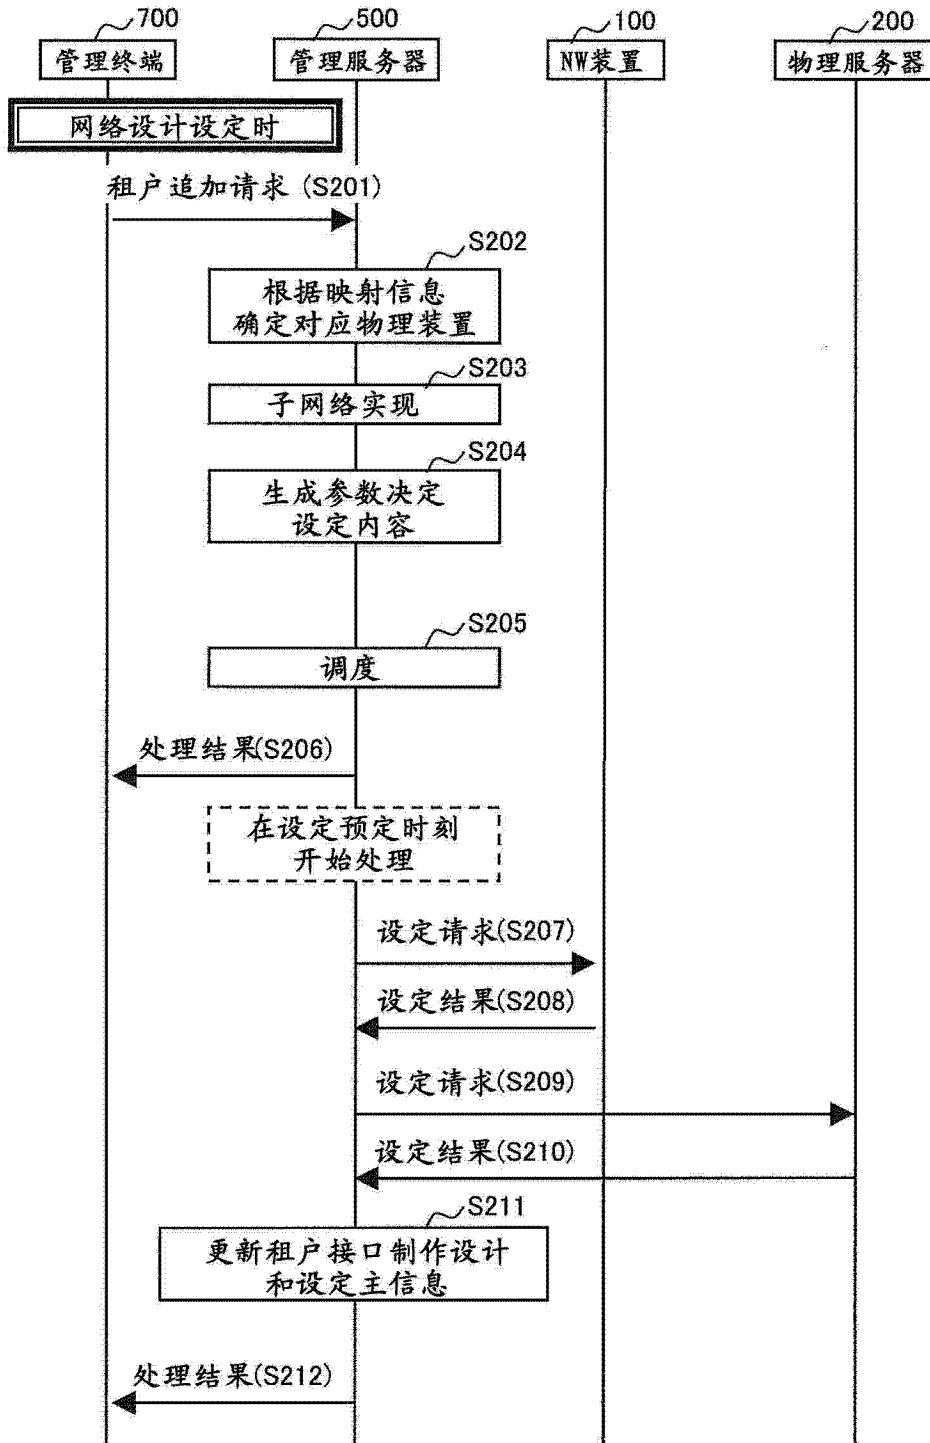 700
500
100
200
管理终端
管理服务器
NW装置
物理服务器
网络设计设定时
租户追加请求 (S201)
S202
根据映射信息
确定对应物理装置
S203
子网络实现
S204
生成参数决定
设定内容
S205
调度
处理结果(S206)
在设定预定时刻
开始处理
设定请求(S207)
设定结果(S208)
设定请求(S209)
设定结果(S210)
S211
更新租户接口制作设计
和设定主信息
处理结果(S212)